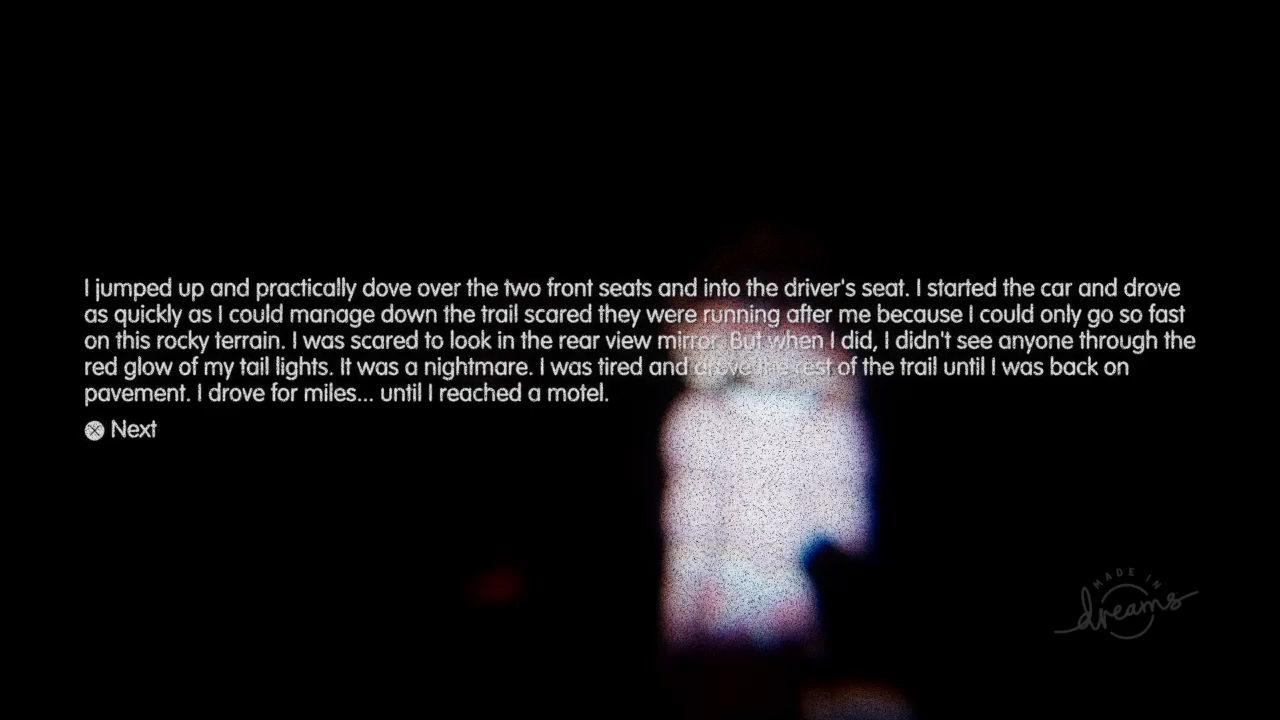 I jumped up and practically dove over the two front seats and into the driver's seat. I started the car and drove
as quickly as I could manage down the trail scared they were running after me because I could only go so fast
on this rocky terrain. I was scared to look in the rear view mirror. But when I did, I didn't see anyone through the
red glow of my tail lights. It was a nightmare. I was tired and drove the rest of the trail until I was back on
pavement. I drove for miles... until I reached a motel.
Next
MADE IN
dreams